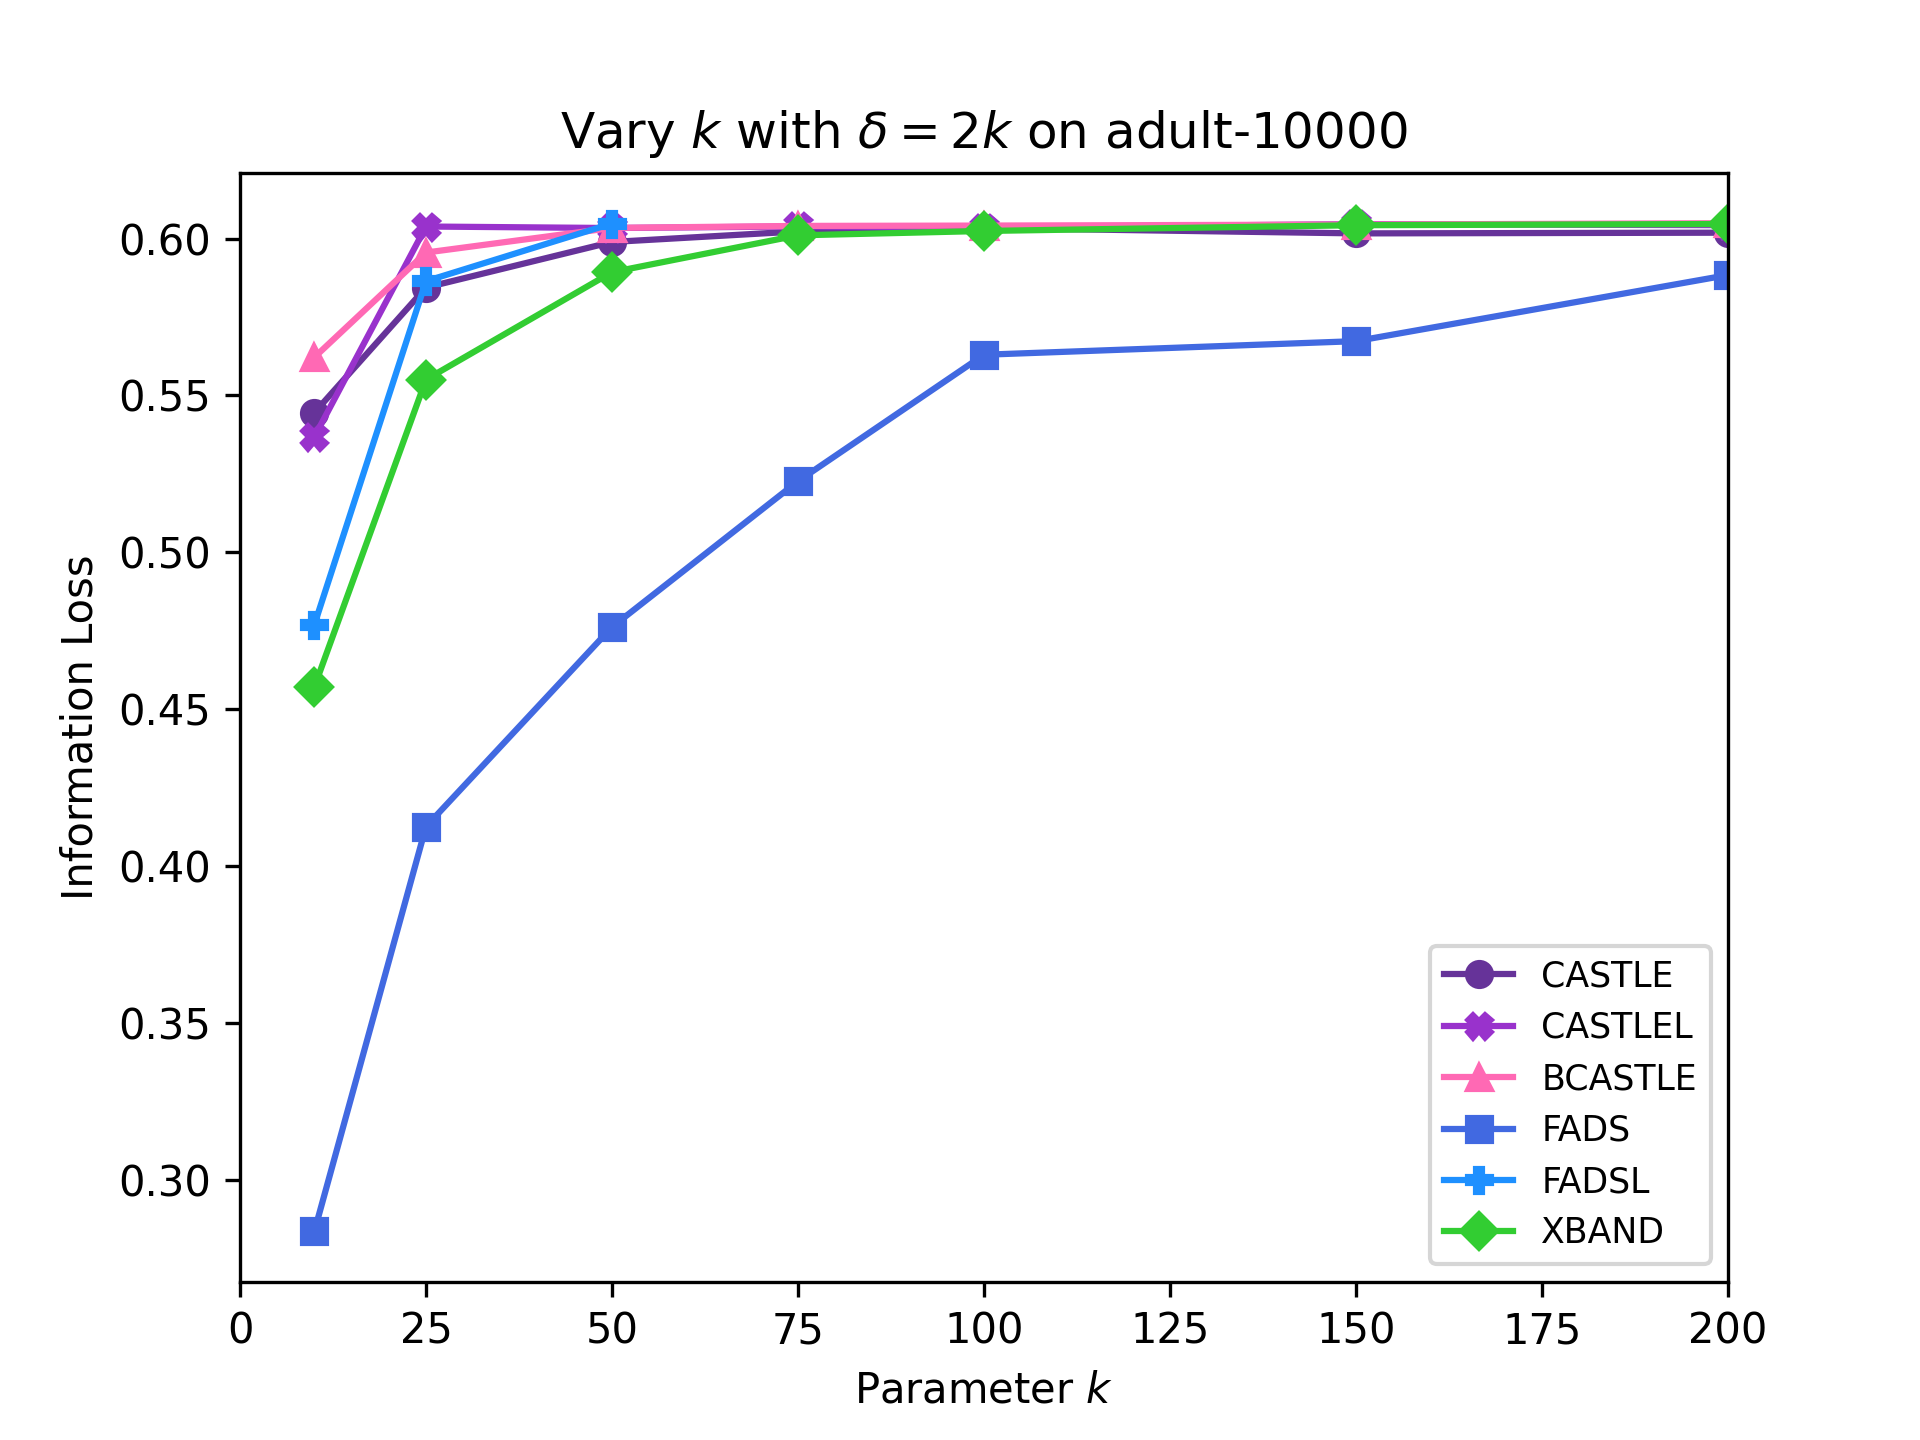 Vary k with δ = 2k on adult-10000
0.60
0.55
0.50
0.45
0.40
0.35
0.30
Information Loss
0 25 50 75 100 125 150 175 200
Parameter k
CASTLE
CASTLEL
BCASTLE
FADS
FADSL
XBAND